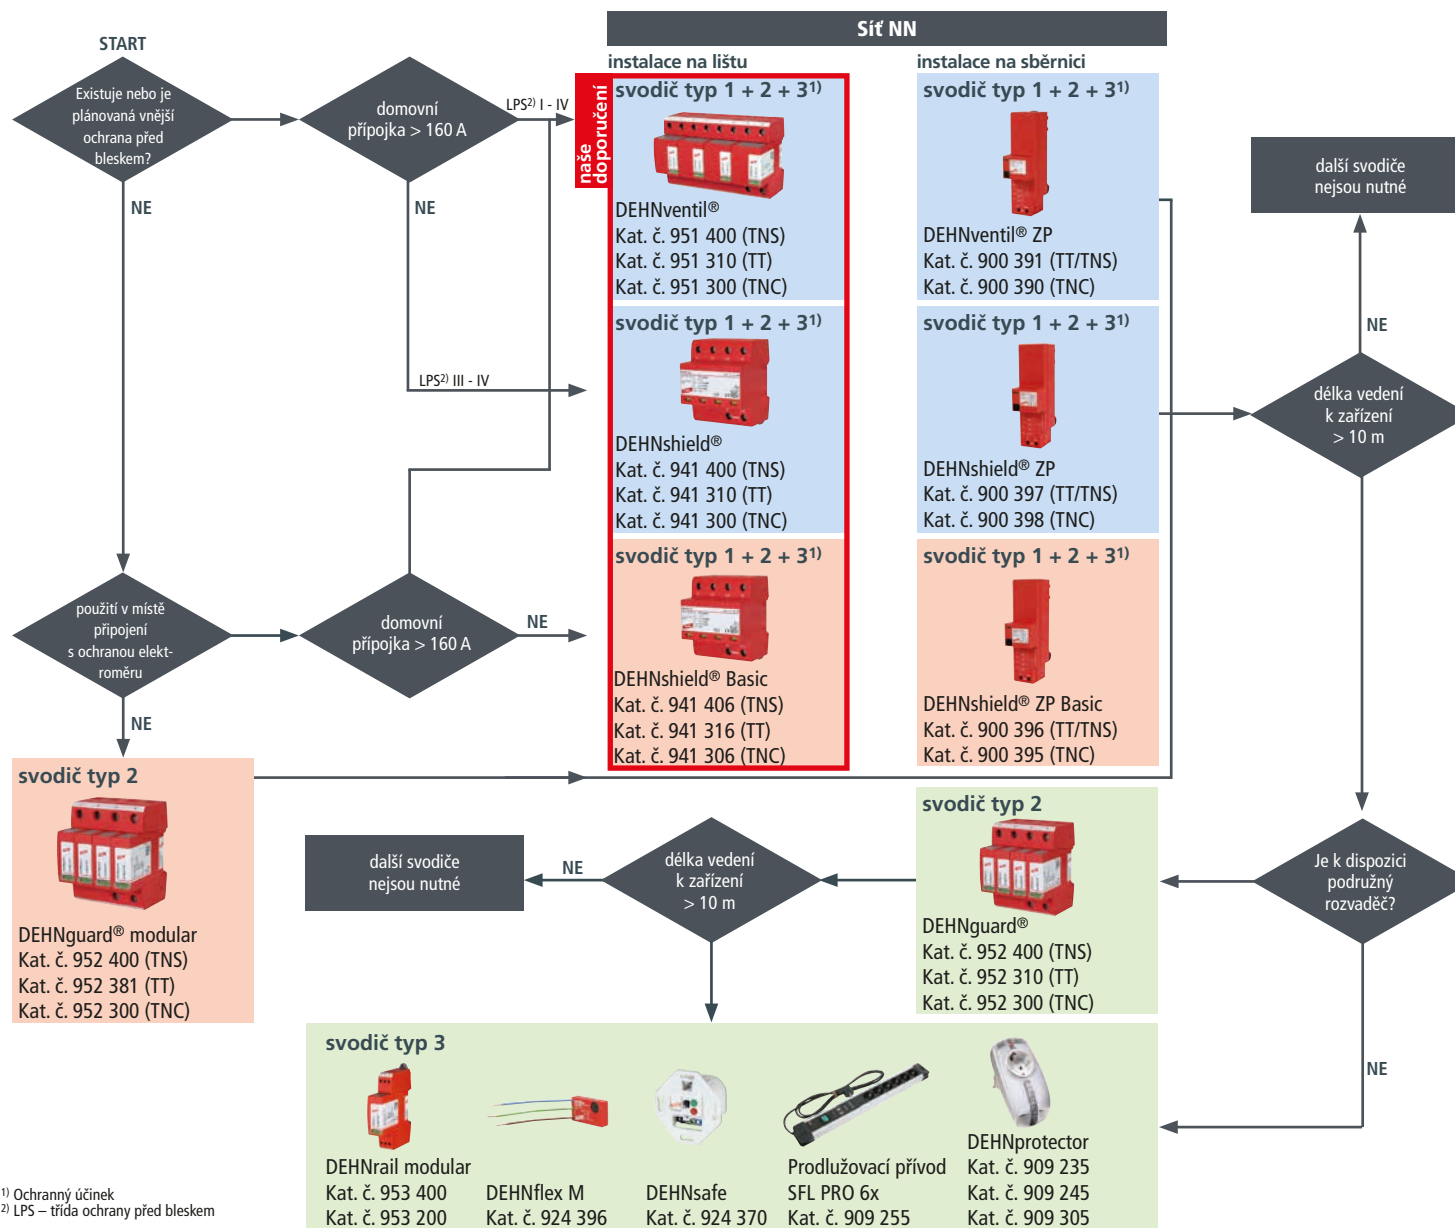 Síť NN
START
instalace na lištu
instalace na sběrnici
Existuje nebo je
plánovaná vnější
ochrana před
bleskem?
domovní
přípojka > 160 A
LPS2) I - IV
naše
doporučení
svodič typ 1 + 2 + 31)
DEHNventil®
Kat. č. 951 400 (TNS)
Kat. č. 951 310 (TT)
Kat. č. 951 300 (TNC)
svodič typ 1 + 2 + 31)
DEHNventil® ZP
Kat. č. 900 391 (TT/TNS)
Kat. č. 900 390 (TNC)
další svodiče
nejsou nutné
NE
NE
NE
LPS2) III - IV
svodič typ 1 + 2 + 31)
DEHNshield®
Kat. č. 941 400 (TNS)
Kat. č. 941 310 (TT)
Kat. č. 941 300 (TNC)
svodič typ 1 + 2 + 31)
DEHNshield® ZP
Kat. č. 900 397 (TT/TNS)
Kat. č. 900 398 (TNC)
délka vedení
k zařízení
> 10 m
použití v místě
připojení
s ochranou elekt-
roměru
domovní
přípojka > 160 A
NE
svodič typ 1 + 2 + 31)
DEHNshield® Basic
Kat. č. 941 406 (TNS)
Kat. č. 941 316 (TT)
Kat. č. 941 306 (TNC)
svodič typ 1 + 2 + 31)
DEHNshield® ZP Basic
Kat. č. 900 396 (TT/TNS)
Kat. č. 900 395 (TNC)
NE
svodič typ 2
DEHNguard® modular
Kat. č. 952 400 (TNS)
Kat. č. 952 381 (TT)
Kat. č. 952 300 (TNC)
další svodiče
nejsou nutné
NE
délka vedení
k zařízení
> 10 m
svodič typ 2
DEHNguard®
Kat. č. 952 400 (TNS)
Kat. č. 952 310 (TT)
Kat. č. 952 300 (TNC)
Je k dispozici
podružný
rozvaděč?
NE
svodič typ 3
DEHNrail modular
Kat. č. 953 400
Kat. č. 953 200
DEHNflex M
Kat. č. 924 396
DEHNsafe
Kat. č. 924 370
Prodlužovací přívod
SFL PRO 6x
Kat. č. 909 255
DEHNprotector
Kat. č. 909 235
Kat. č. 909 245
Kat. č. 909 305
1) Ochranný účinek
2) LPS – třída ochrany před bleskem